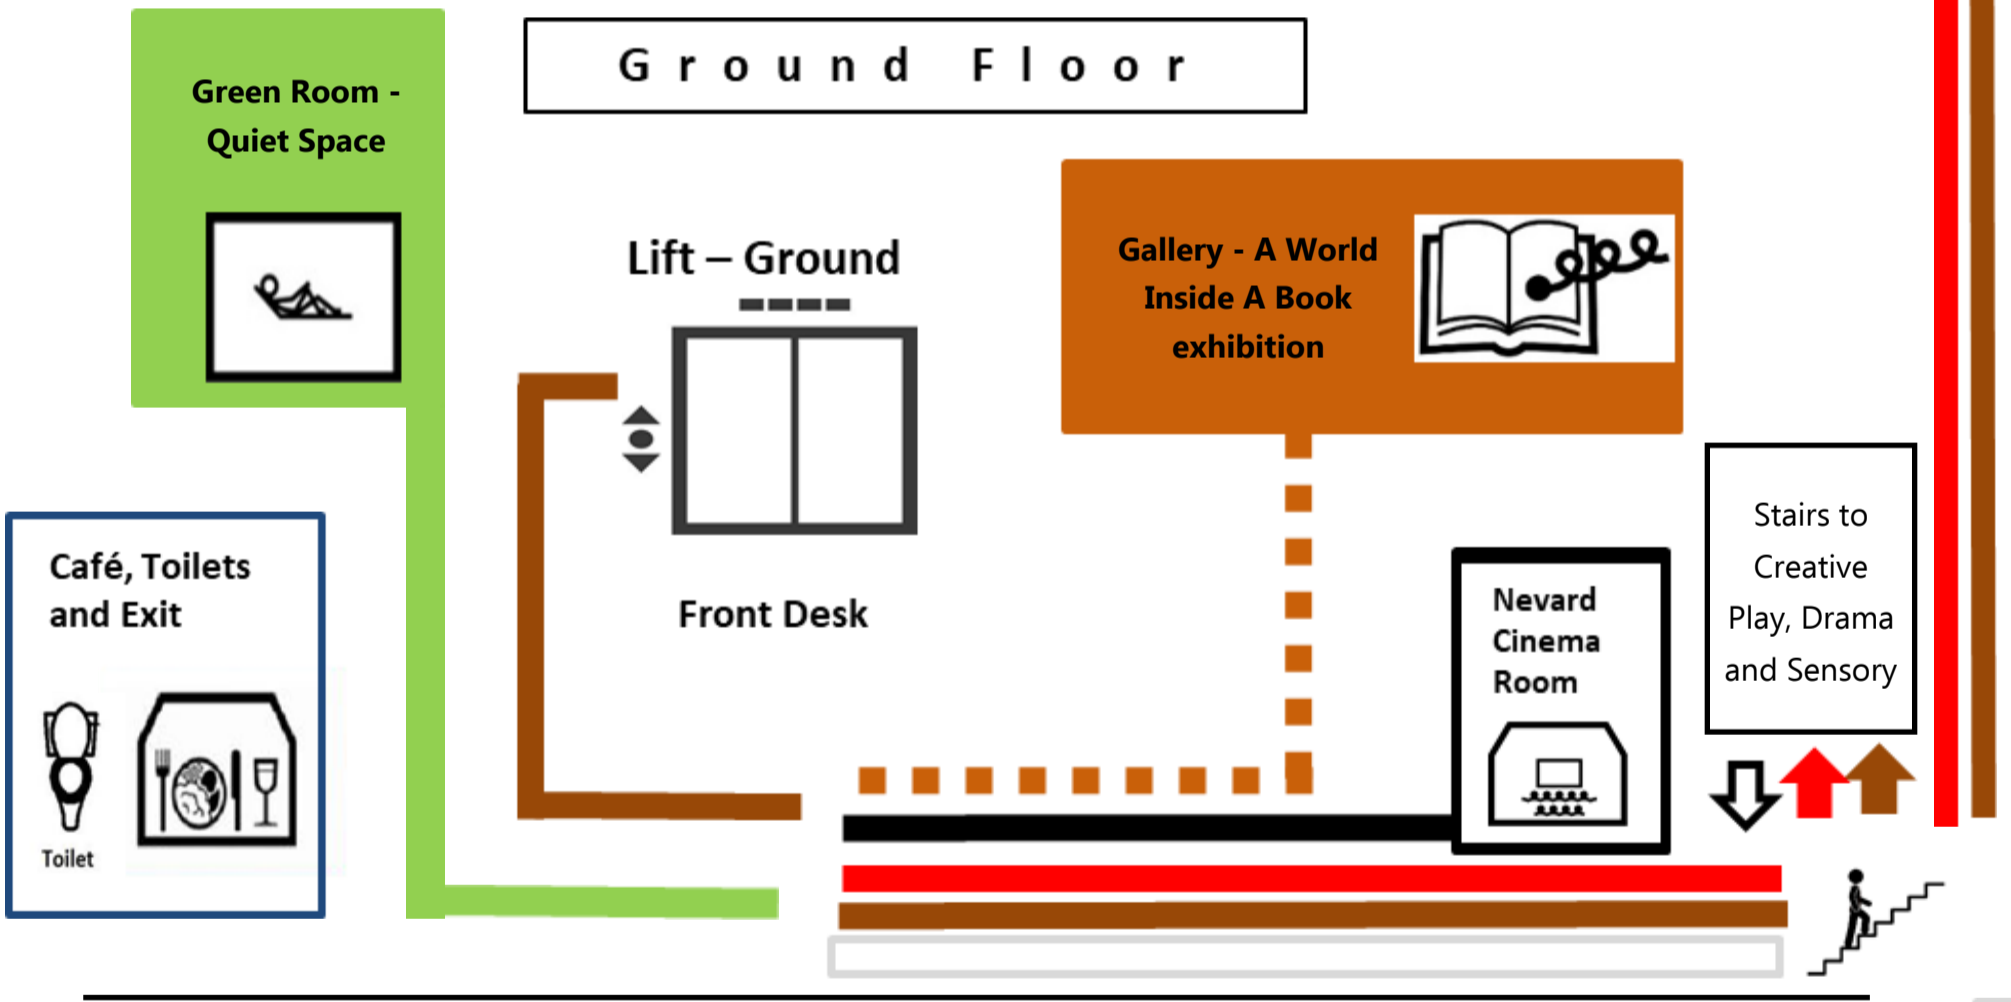 Ground Floor
Green Room -
Quiet Space
Lift – Ground
Gallery - A World
Inside A Book
exhibition
Café, Toilets
and Exit
Toilet
Front Desk
Nevard
Cinema
Room
Stairs to
Creative
Play, Drama
and Sensory